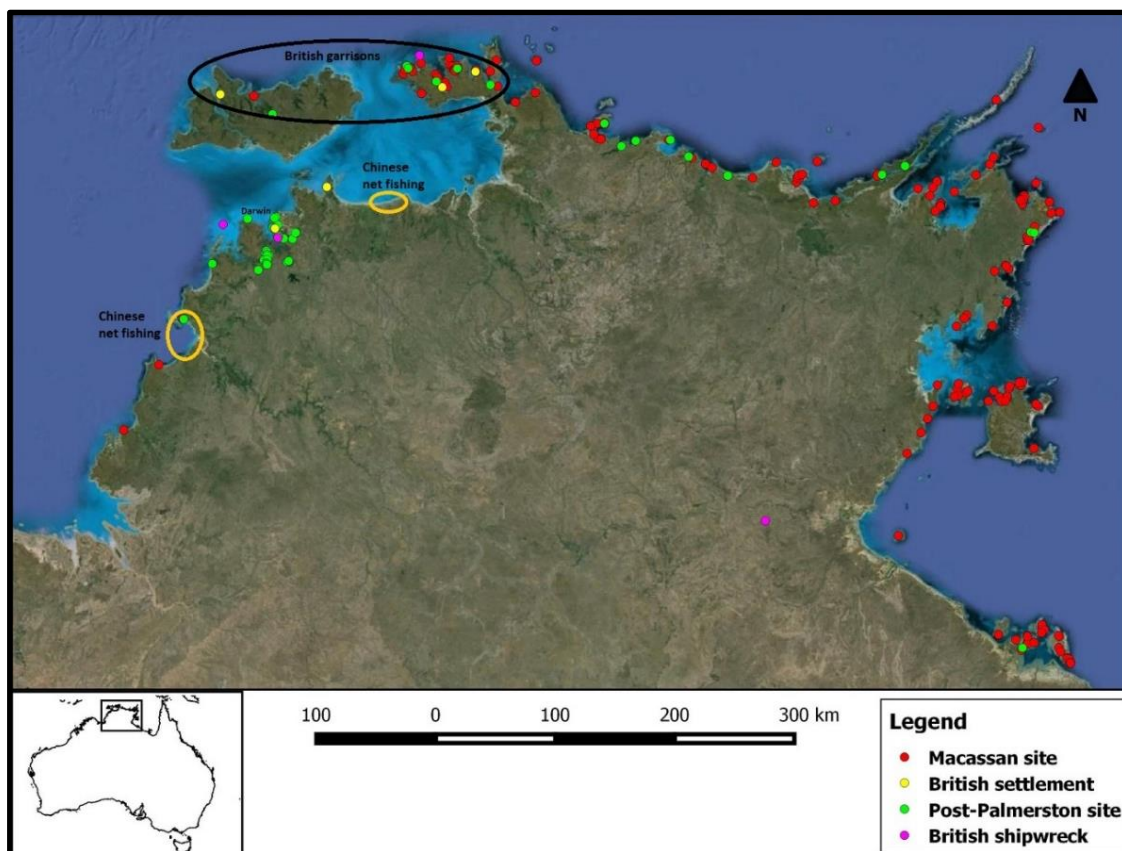 British garrisons
N
Chinese
net fishing
Darwin
Chinese
net fishing
100 0 100 200 300 km
Legend
Macassan site
British settlement
Post-Palmerston site
British shipwreck